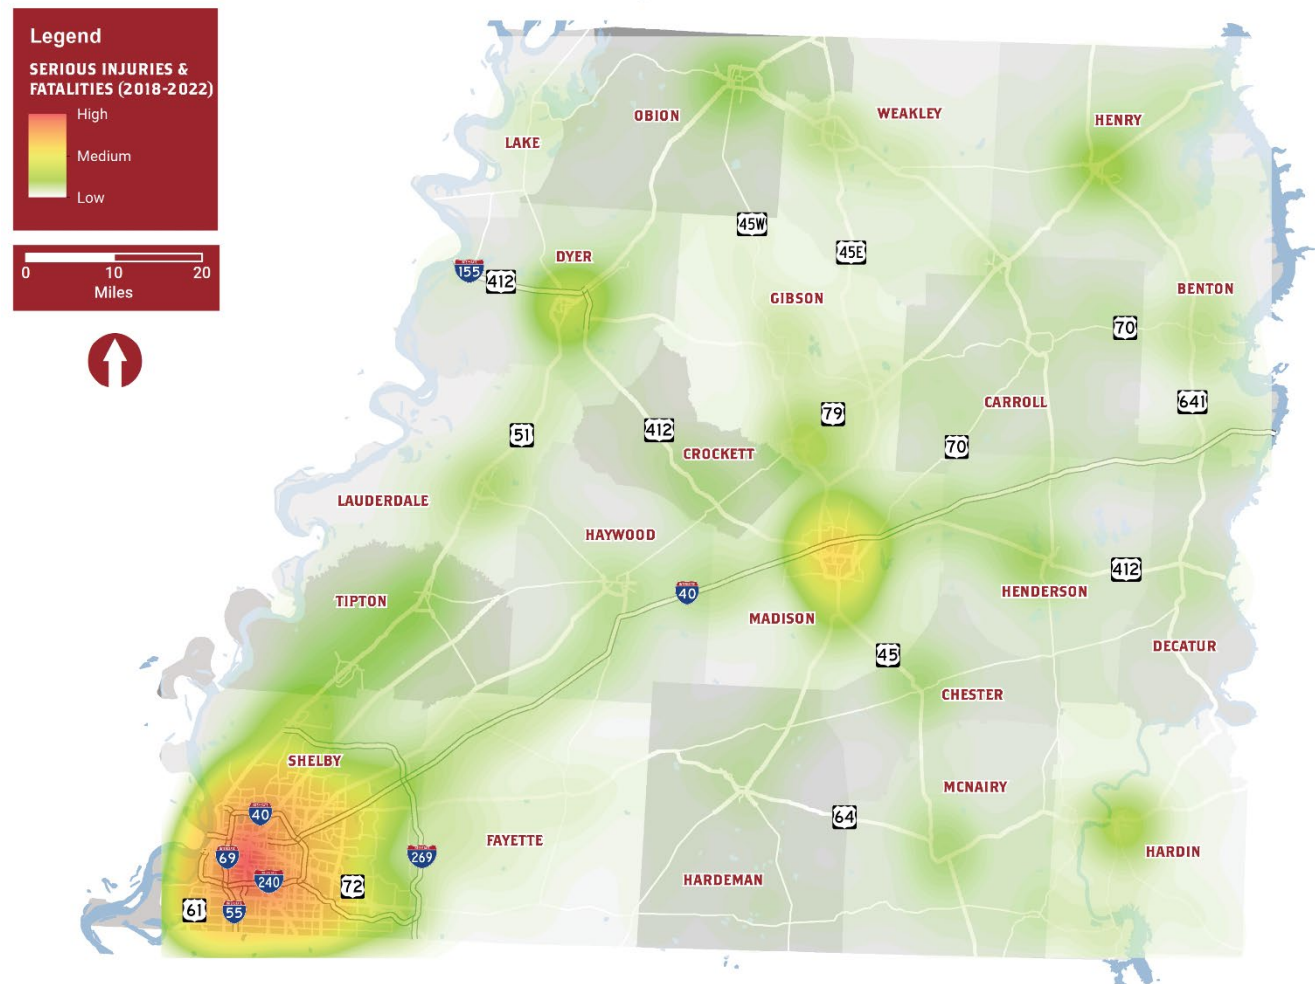 Legend
SERIOUS INJURIES &
FATALITIES (2018-2022)
High
Medium
Low
0 10 20
Miles
OBION
WEAKLEY
HENRY
LAKE
45W
45E
DYER
155
412
GIBSON
BENTON
70
CARROLL
641
79
51
412
70
CROCKETT
LAUDERDALE
HAYWOOD
412
40
HENDERSON
TIPTON
MADISON
DECATUR
45
CHESTER
SHELBY
MCNAIRY
40
64
FAYETTE
69
269
HARDIN
240
72
HARDEMAN
61
55